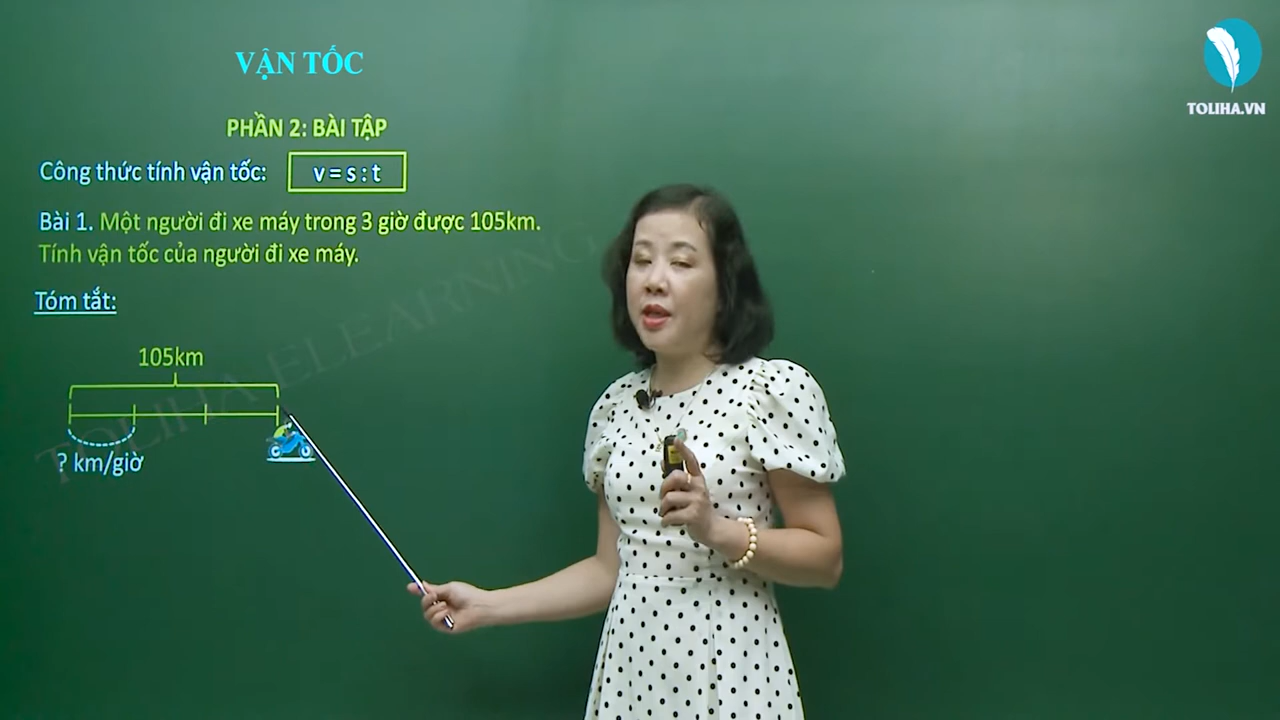 VẬN TỐC
TOLIHA.VN
PHẦN 2: BÀI TẬP
Công thức tính vận tốc: v = s : t
Bài 1. Một người đi xe máy trong 3 giờ được 105km.
Tính vận tốc của người đi xe máy.
Tóm tắt:
105km
? km/giờ
TOLIHA ELEARNING